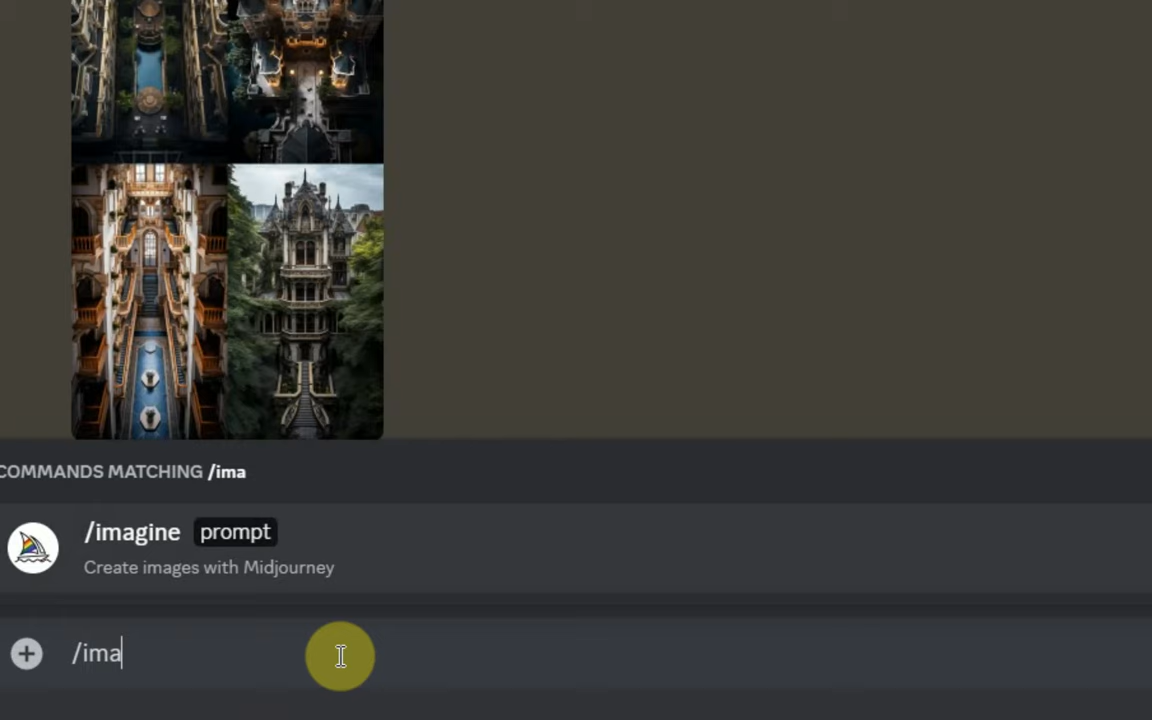 COMMANDS MATCHING /ima
/imagine prompt
Create images with Midjourney
/ima